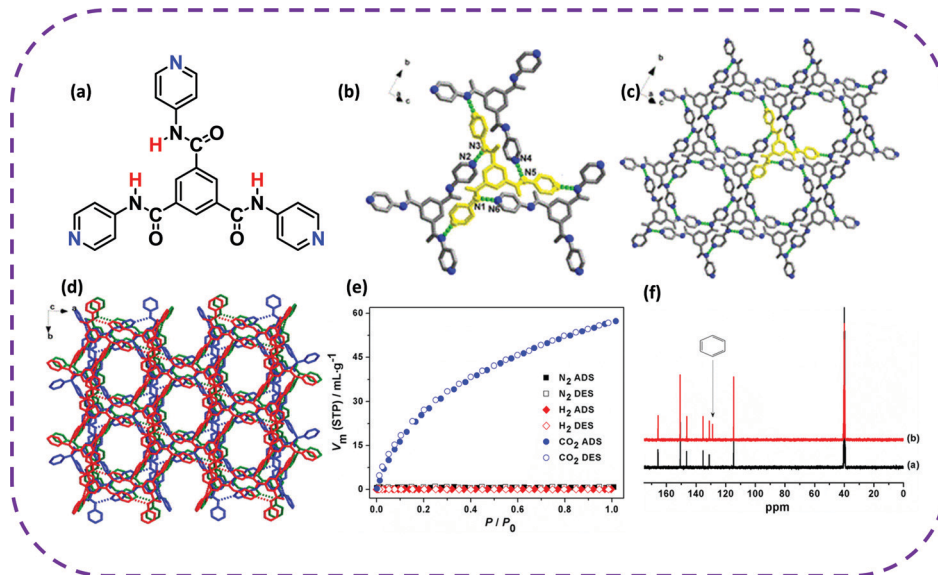 (a)
N
N
H
O
H
N
O
H
N
O
N
N
(b)
b
a
c
N3
N2
N4
N5
N1
N6
(c)
b
a
c
(d)
c
a
b
(e)
60
45
30
15
0
Vm (STP) / mL·g-1
N2 ADS
N2 DES
H2 ADS
H2 DES
CO2 ADS
CO2 DES
0.0 0.2 0.4 0.6 0.8 1.0
P / P0
(f)
(b)
(a)
160 140 120 100 80 60 40 20 0
ppm